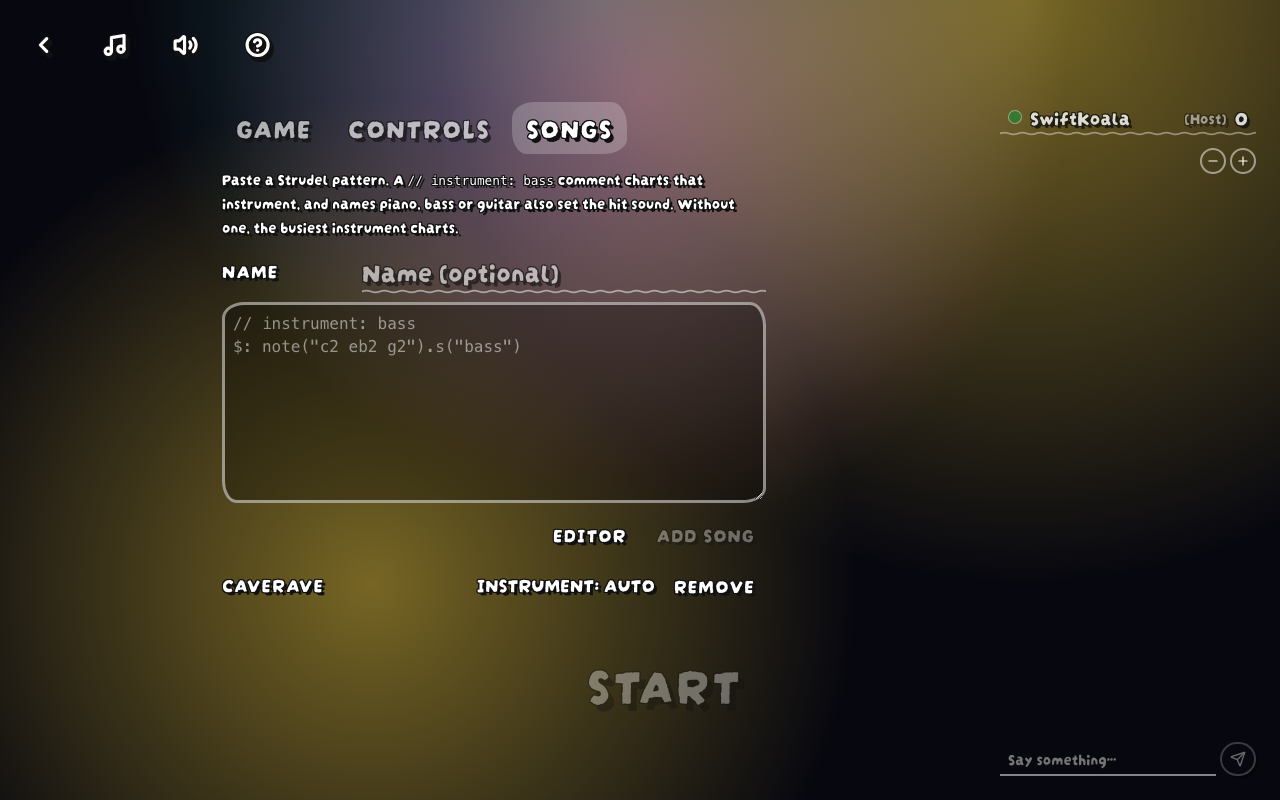 GAME CONTROLS SONGS
SwiftKoala (Host) 0
Paste a Strudel pattern. A // instrument: bass comment charts that
instrument, and names piano, bass or guitar also set the hit sound. Without
one, the busiest instrument charts.
NAME Name (optional)
// instrument: bass
$: note("c2 eb2 g2").s("bass")
EDITOR ADD SONG
CAVERAVE INSTRUMENT: AUTO REMOVE
START
Say something...